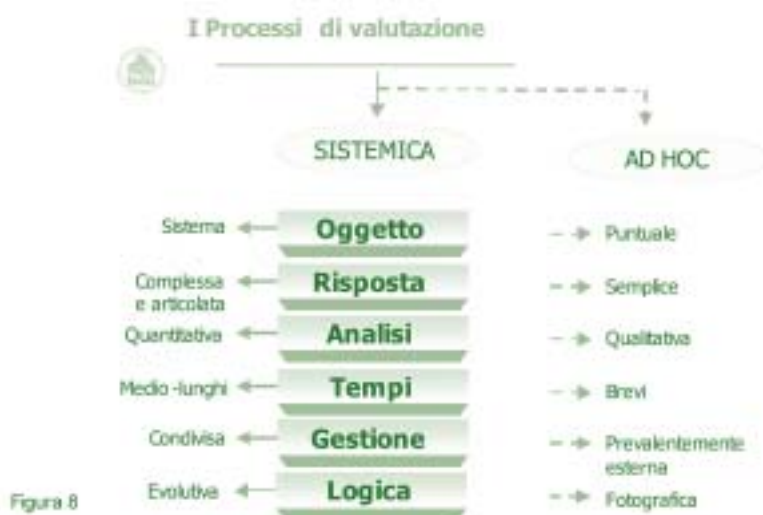 I Processi di valutazione
SISTEMICA
AD HOC
Sistema
Oggetto
Puntuale
Complessa
e articolata
Risposta
Semplice
Quantitativa
Analisi
Qualitativa
Medio-lunghi
Tempi
Brevi
Condivisa
Gestione
Prevalentemente
esterna
Evolutiva
Logica
Fotografica
Figura 8